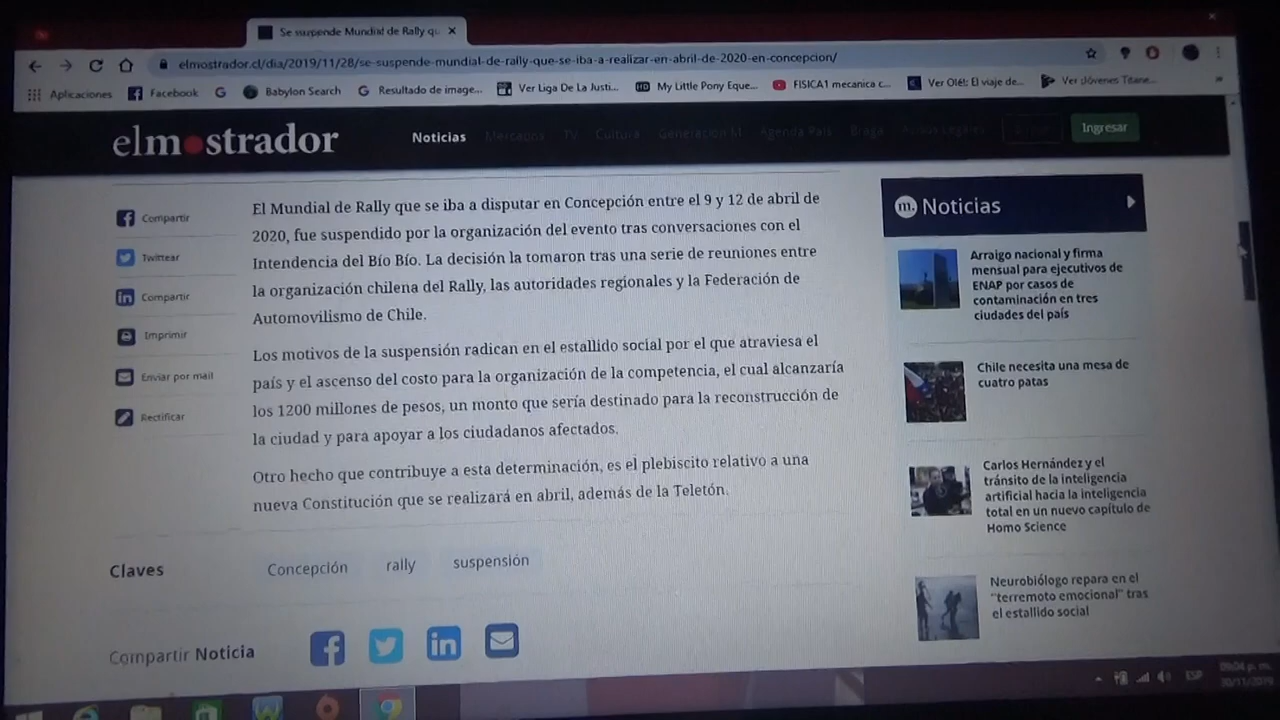 Se suspende Mundial de Rally qu
elmostrador.cl/dia/2019/11/28/se-suspende-mundial-de-rally-que-se-iba-a-realizar-en-abril-de-2020-en-concepcion/
Aplicaciones Facebook Babylon Search Resultado de image... Ver Liga De La Justi... My Little Pony Eque... FISICA1 mecanica c... Ver Olé!: El viaje de... Ver Jóvenes Titane...
elmostrador Noticias Mercados TV Cultura Generación M Agenda País Braga Avisos Legales Ingresar
El Mundial de Rally que se iba a disputar en Concepción entre el 9 y 12 de abril de
2020, fue suspendido por la organización del evento tras conversaciones con el
Intendencia del Bío Bío. La decisión la tomaron tras una serie de reuniones entre
la organización chilena del Rally, las autoridades regionales y la Federación de
Automovilismo de Chile.
Los motivos de la suspensión radican en el estallido social por el que atraviesa el
país y el ascenso del costo para la organización de la competencia, el cual alcanzaría
los 1200 millones de pesos, un monto que sería destinado para la reconstrucción de
la ciudad y para apoyar a los ciudadanos afectados.
Otro hecho que contribuye a esta determinación, es el plebiscito relativo a una
nueva Constitución que se realizará en abril, además de la Teletón.
Compartir
Twittear
Compartir
Imprimir
Enviar por mail
Rectificar
Claves Concepción rally suspensión
Compartir Noticia
m. Noticias
Arraigo nacional y firma
mensual para ejecutivos de
ENAP por casos de
contaminación en tres
ciudades del país
Chile necesita una mesa de
cuatro patas
Carlos Hernández y el
tránsito de la inteligencia
artificial hacia la inteligencia
total en un nuevo capítulo de
Homo Science
Neurobiólogo repara en el
"terremoto emocional" tras
el estallido social
ESP
09:04 p. m.
30/11/2019